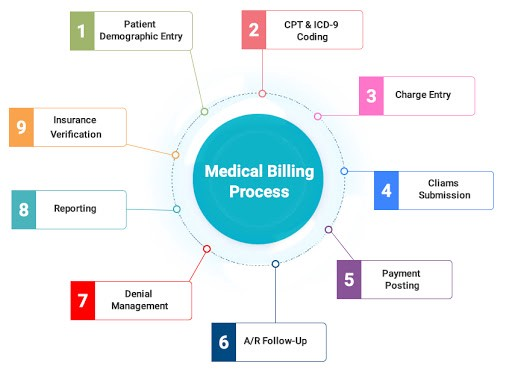 1
Patient
Demographic Entry
2
CPT & ICD-9
Coding
3
Charge Entry
4
Cliams
Submission
5
Payment
Posting
6
A/R Follow-Up
7
Denial
Management
8
Reporting
9
Insurance
Verification
Medical Billing
Process